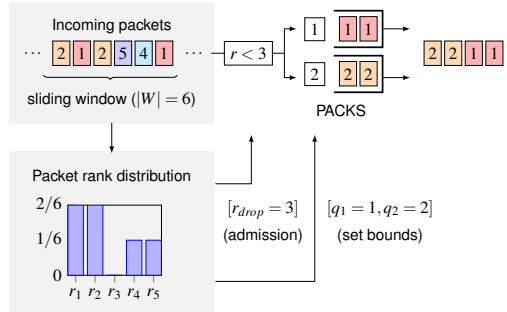 Incoming packets
··· 2 1 2 5 4 1 ···
sliding window (|W| = 6)
r < 3
1 1 1
2 2 2
PACKS
2 2 1 1
Packet rank distribution
2/6
1/6
0
r1 r2 r3 r4 r5
[r_drop = 3]
(admission)
[q1 = 1, q2 = 2]
(set bounds)